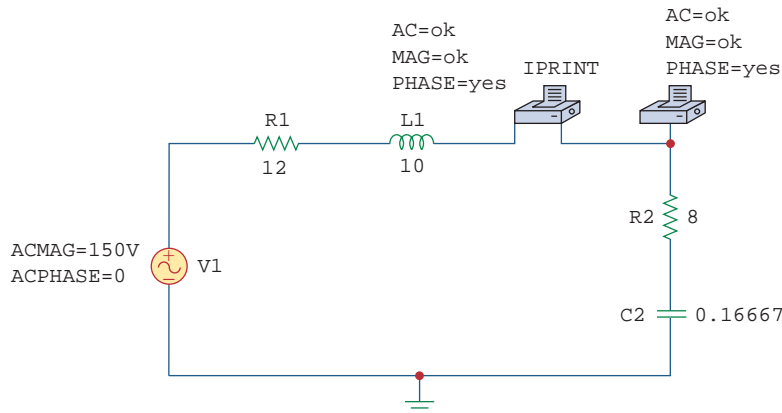 AC=ok
MAG=ok
PHASE=yes
IPRINT
AC=ok
MAG=ok
PHASE=yes
R1
12
L1
10
R2
8
ACMAG=150V
ACPHASE=0
V1
+
−
C2
0.16667